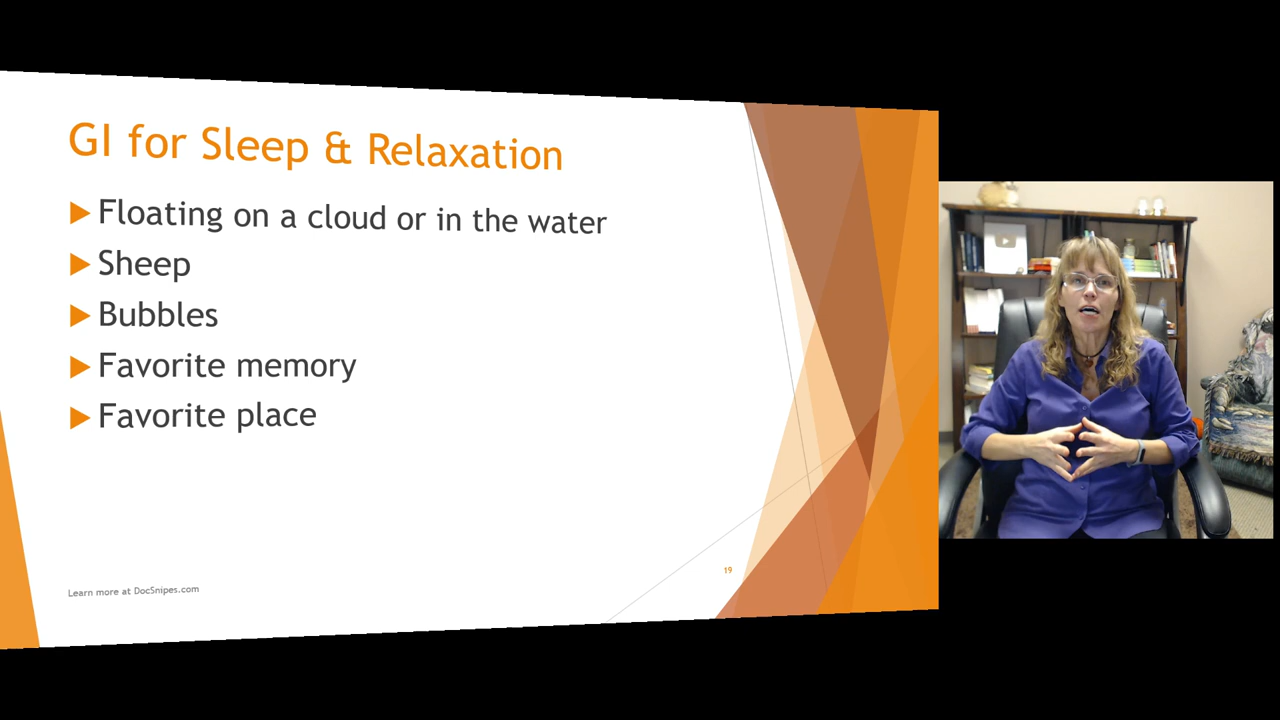 GI for Sleep & Relaxation
Floating on a cloud or in the water
Sheep
Bubbles
Favorite memory
Favorite place
Learn more at DocSnipes.com
19